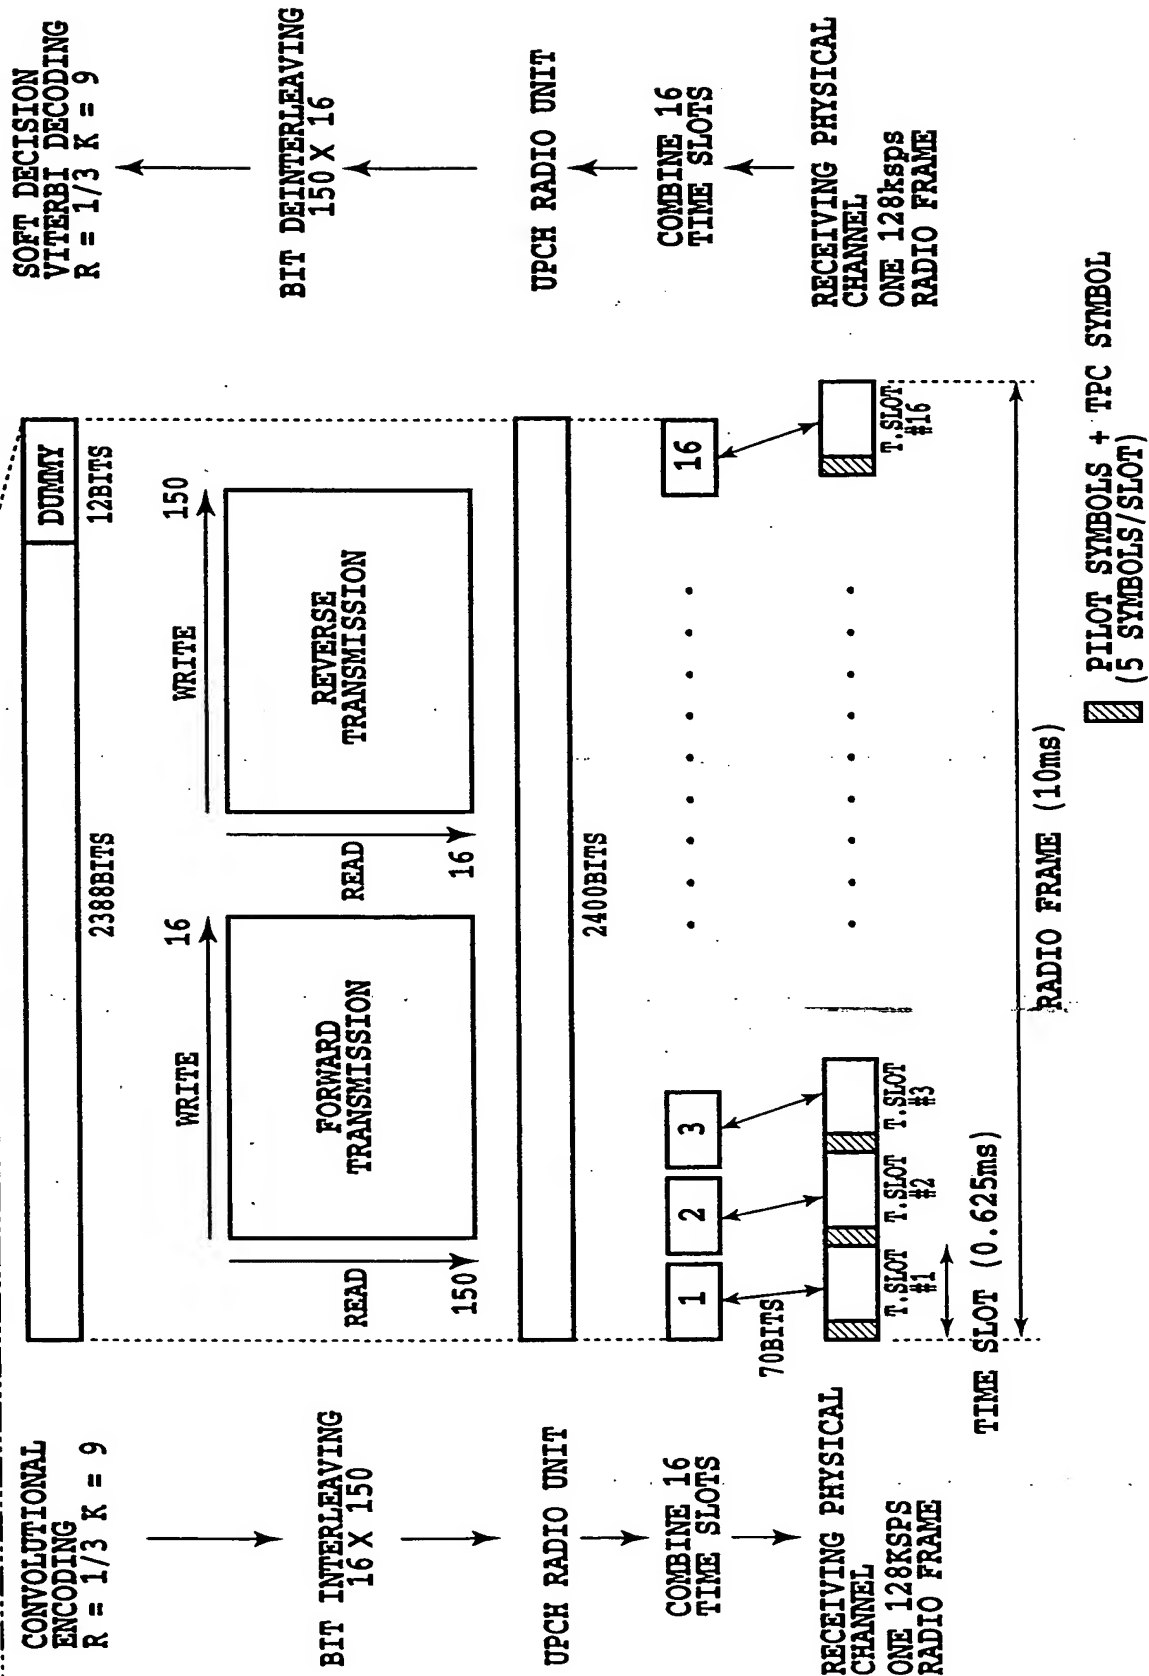 CONVOLUTIONAL
ENCODING
R = 1/3 K = 9
BIT INTERLEAVING
16 X 150
UPCH RADIO UNIT
COMBINE 16
TIME SLOTS
RECEIVING PHYSICAL
CHANNEL
ONE 128KSPS
RADIO FRAME
DUMMY
2388BITS
12BITS
WRITE
16
READ
150
FORWARD
TRANSMISSION
WRITE
150
READ
16
REVERSE
TRANSMISSION
2400BITS
1
2
3
16
70BITS
T.SLOT
#1
T.SLOT
#2
T.SLOT
#3
T.SLOT
#16
TIME SLOT (0.625ms)
RADIO FRAME (10ms)
PILOT SYMBOLS + TPC SYMBOL
(5 SYMBOLS/SLOT)
SOFT DECISION
VITERBI DECODING
R = 1/3 K = 9
BIT DEINTERLEAVING
150 X 16
UPCH RADIO UNIT
COMBINE 16
TIME SLOTS
RECEIVING PHYSICAL
CHANNEL
ONE 128ksps
RADIO FRAME